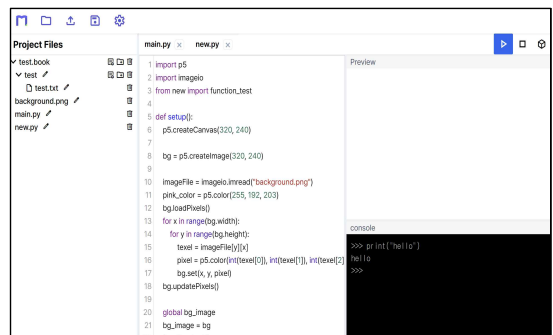 Project Files
test.book
test
test.txt
background.png
main.py
new.py
main.py × new.py ×
1 import p5
2 import imageio
3 from new import function_test
4
5 def setup():
6 p5.createCanvas(320, 240)
7
8 bg = p5.createImage(320, 240)
9
10 imageFile = imageio.imread("background.png")
11 pink_color = p5.color(255, 192, 203)
12 bg.loadPixels()
13 for x in range(bg.width):
14 for y in range(bg.height):
15 texel = imageFile[y][x]
16 pixel = p5.color(int(texel[0]), int(texel[1]), int(texel[2]
17 bg.set(x, y, pixel)
18 bg.updatePixels()
19
20 global bg_image
21 bg_image = bg
Preview
console
>>> print("hello")
hello
>>>